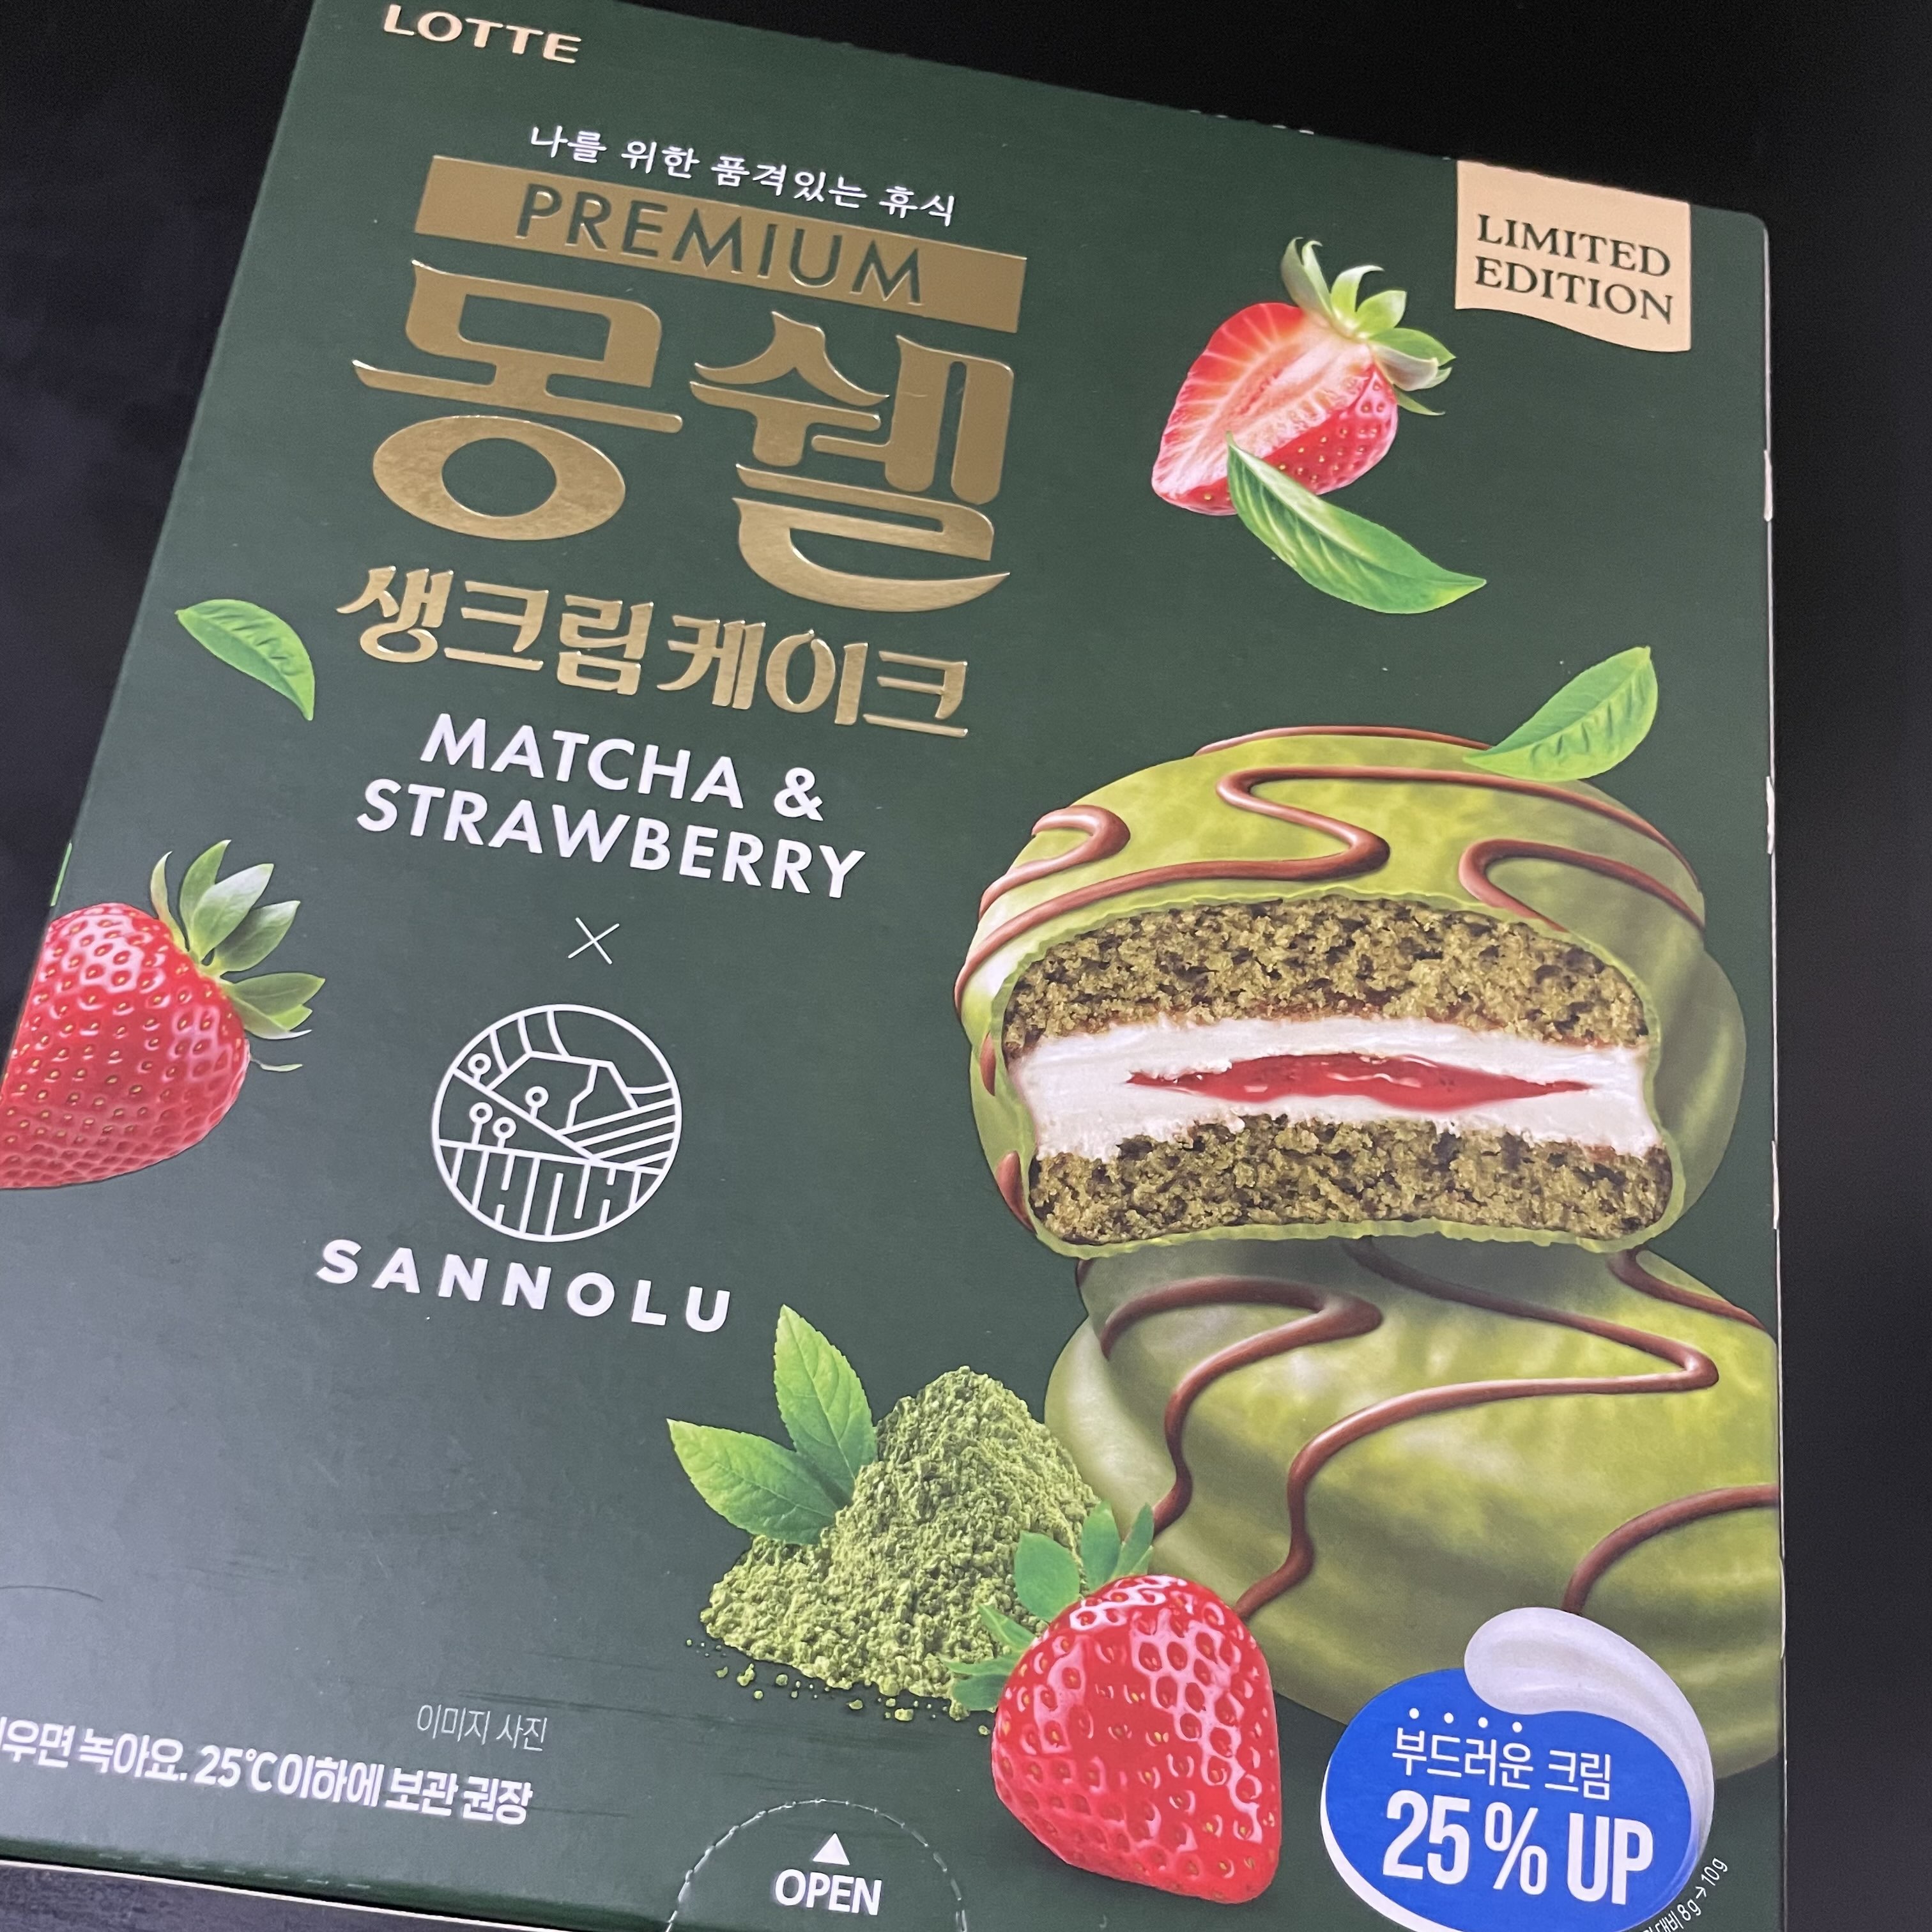 LOTTE
나를 위한 품격있는 휴식
PREMIUM
몽쉘
생크림케이크
LIMITED
EDITION
MATCHA &
STRAWBERRY
×
SANNOLU
이미지 사진
녹아요. 25℃이하에 보관 권장
OPEN
부드러운 크림
25% UP
8g→10g